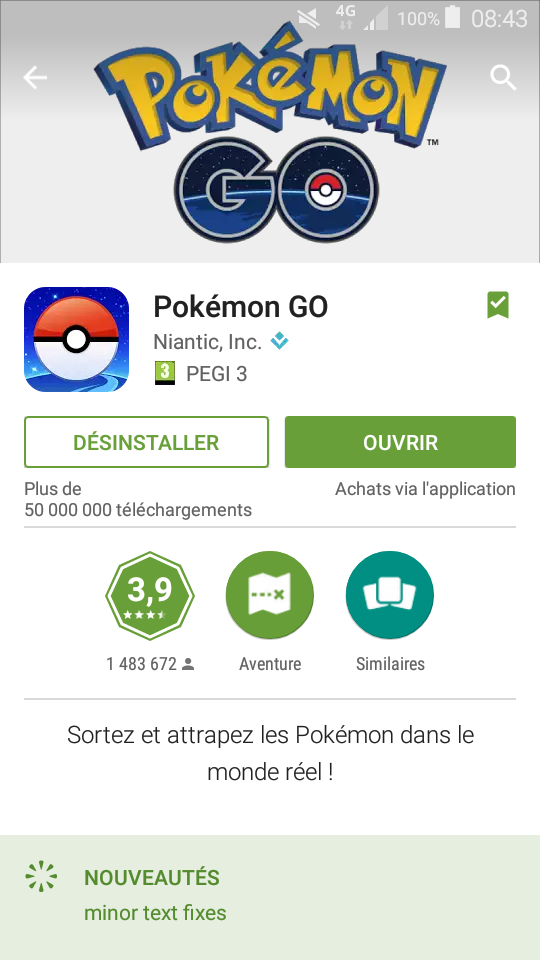 4G 100% 08:43
POKÉMON
GO
TM
Pokémon GO
Niantic, Inc.
3 PEGI 3
DÉSINSTALLER OUVRIR
Plus de Achats via l'application
50 000 000 téléchargements
3,9
1 483 672 Aventure Similaires
Sortez et attrapez les Pokémon dans le
monde réel !
NOUVEAUTÉS
minor text fixes